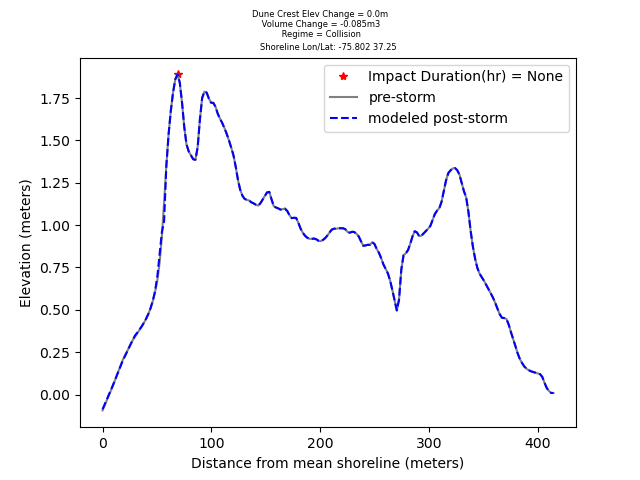 Dune Crest Elev Change = 0.0m
Volume Change = -0.085m3
Regime = Collision
Shoreline Lon/Lat: -75.802 37.25
Impact Duration(hr) = None
pre-storm
modeled post-storm
Elevation (meters)
1.75
1.50
1.25
1.00
0.75
0.50
0.25
0.00
0 100 200 300 400
Distance from mean shoreline (meters)